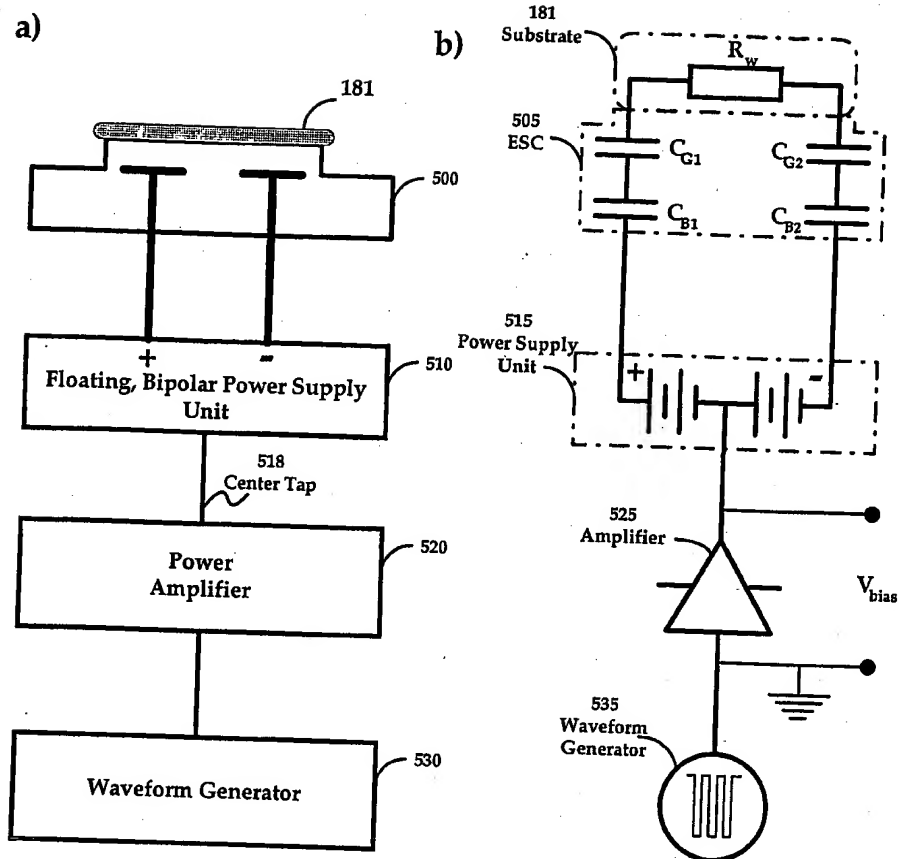 a)
181
500
+ -
Floating, Bipolar Power Supply
Unit
510
518
Center Tap
Power
Amplifier
520
Waveform Generator
530
b)
181
Substrate
R_w
505
ESC
C_G1
C_G2
C_B1
C_B2
515
Power Supply
Unit
+ -
525
Amplifier
V_bias
535
Waveform
Generator